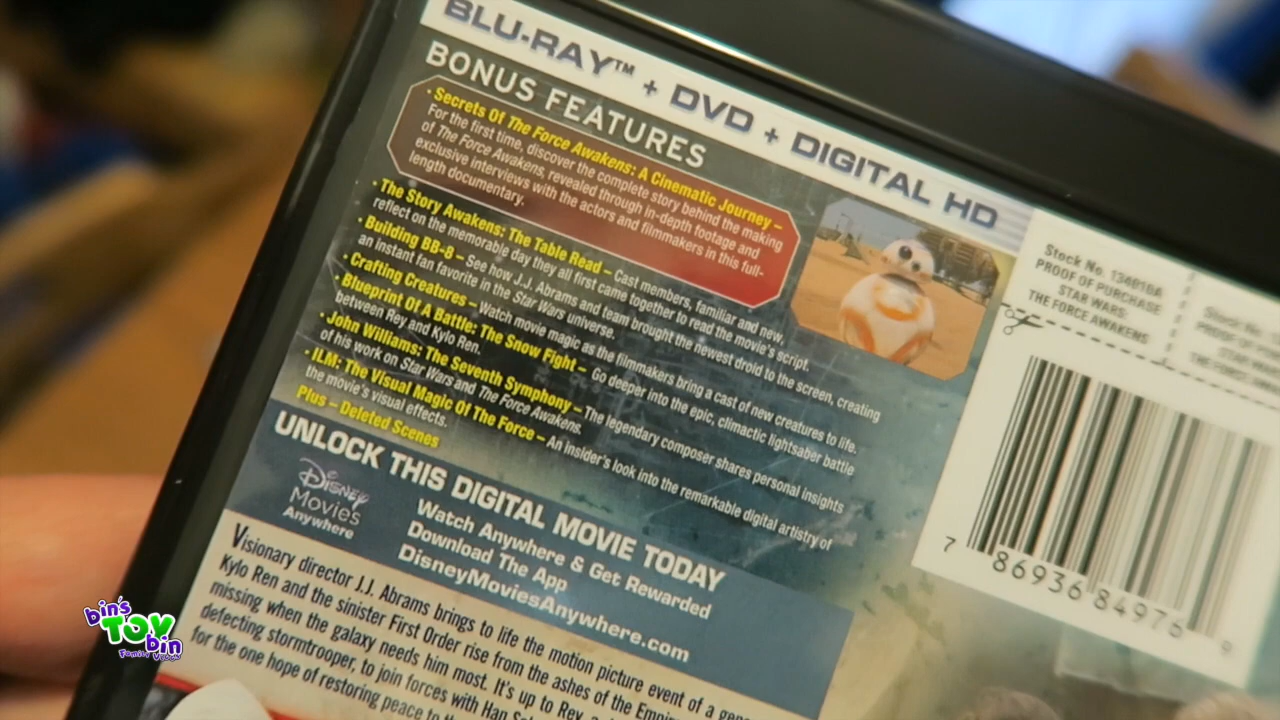 BLU-RAY™ + DVD + DIGITAL HD
BONUS FEATURES
· Secrets Of The Force Awakens: A Cinematic Journey –
For the first time, discover the complete story behind the making
of The Force Awakens, revealed through in-depth footage and
exclusive interviews with the actors and filmmakers in this full-
length documentary.
· The Story Awakens: The Table Read – Cast members, familiar and new,
reflect on the memorable day they all first came together to read the movie's script.
· Building BB-8 – See how J.J. Abrams and team brought the newest droid to the screen, creating
an instant fan favorite in the Star Wars universe.
· Crafting Creatures – Watch movie magic as the filmmakers bring a cast of new creatures to life.
· Blueprint Of A Battle: The Snow Fight – Go deeper into the epic, climactic lightsaber battle
between Rey and Kylo Ren.
· John Williams: The Seventh Symphony – The legendary composer shares personal insights
of his work on Star Wars and The Force Awakens.
· ILM: The Visual Magic Of The Force – An insider's look into the remarkable digital artistry of
the movie's visual effects.
Plus – Deleted Scenes
UNLOCK THIS DIGITAL MOVIE TODAY
Disney
Movies
Anywhere
Watch Anywhere & Get Rewarded
Download The App
DisneyMoviesAnywhere.com
Visionary director J.J. Abrams brings to life the motion picture event of a
Kylo Ren and the sinister First Order rise from the ashes of the
missing when the galaxy needs him most. It's up to Rey,
defecting stormtrooper, to join forces with Han
for the one hope of restoring peace to
Stock No.
PROOF OF PURCHASE
STAR WARS:
THE FORCE AWAKENS
Stock No.
PROOF OF
STAR
THE FORCE
7 86936 84976 9
bin's
TOY
bin
Family Vlogs